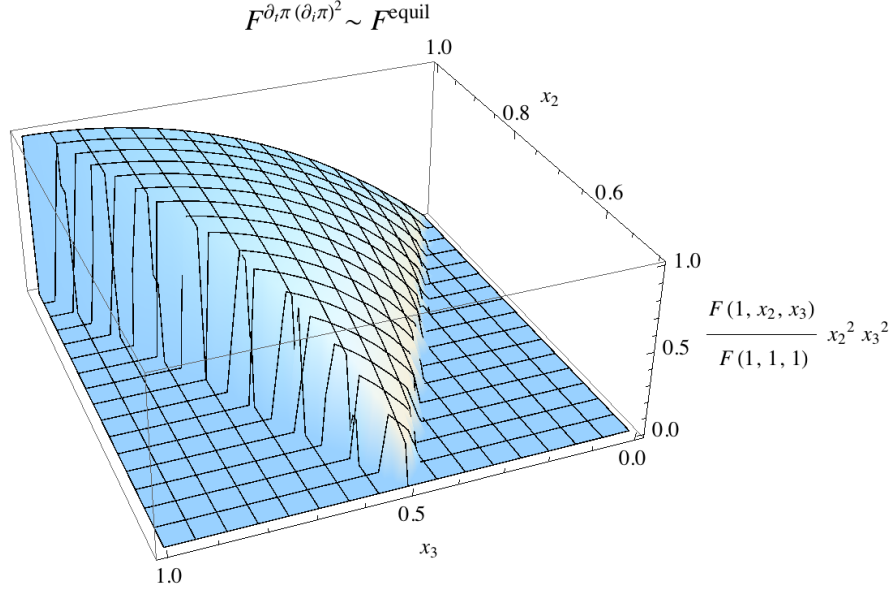 F^{∂_tπ(∂_iπ)^2} ~ F^{equil}
1.0
x_2
0.8
0.6
1.0
F(1, x_2, x_3)
F(1, 1, 1)
x_2^2 x_3^2
0.5
0.0
0.0
0.5
x_3
1.0